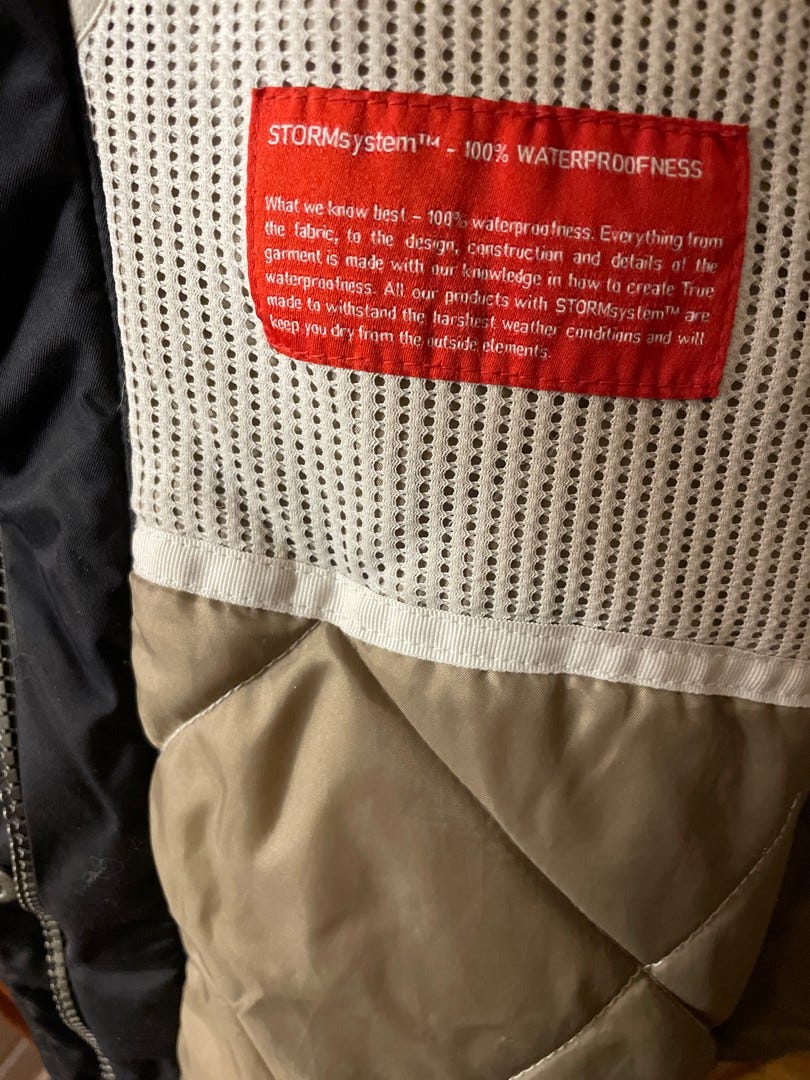 STORMsystem™ - 100% WATERPROOFNESS
What we know best - 100% waterproofness. Everything from
the fabric, to the design, construction and details of the
garment is made with our knowledge in how to create True
waterproofness. All our products with STORMsystem™ are
made to withstand the harshest weather conditions and will
keep you dry from the outside elements.